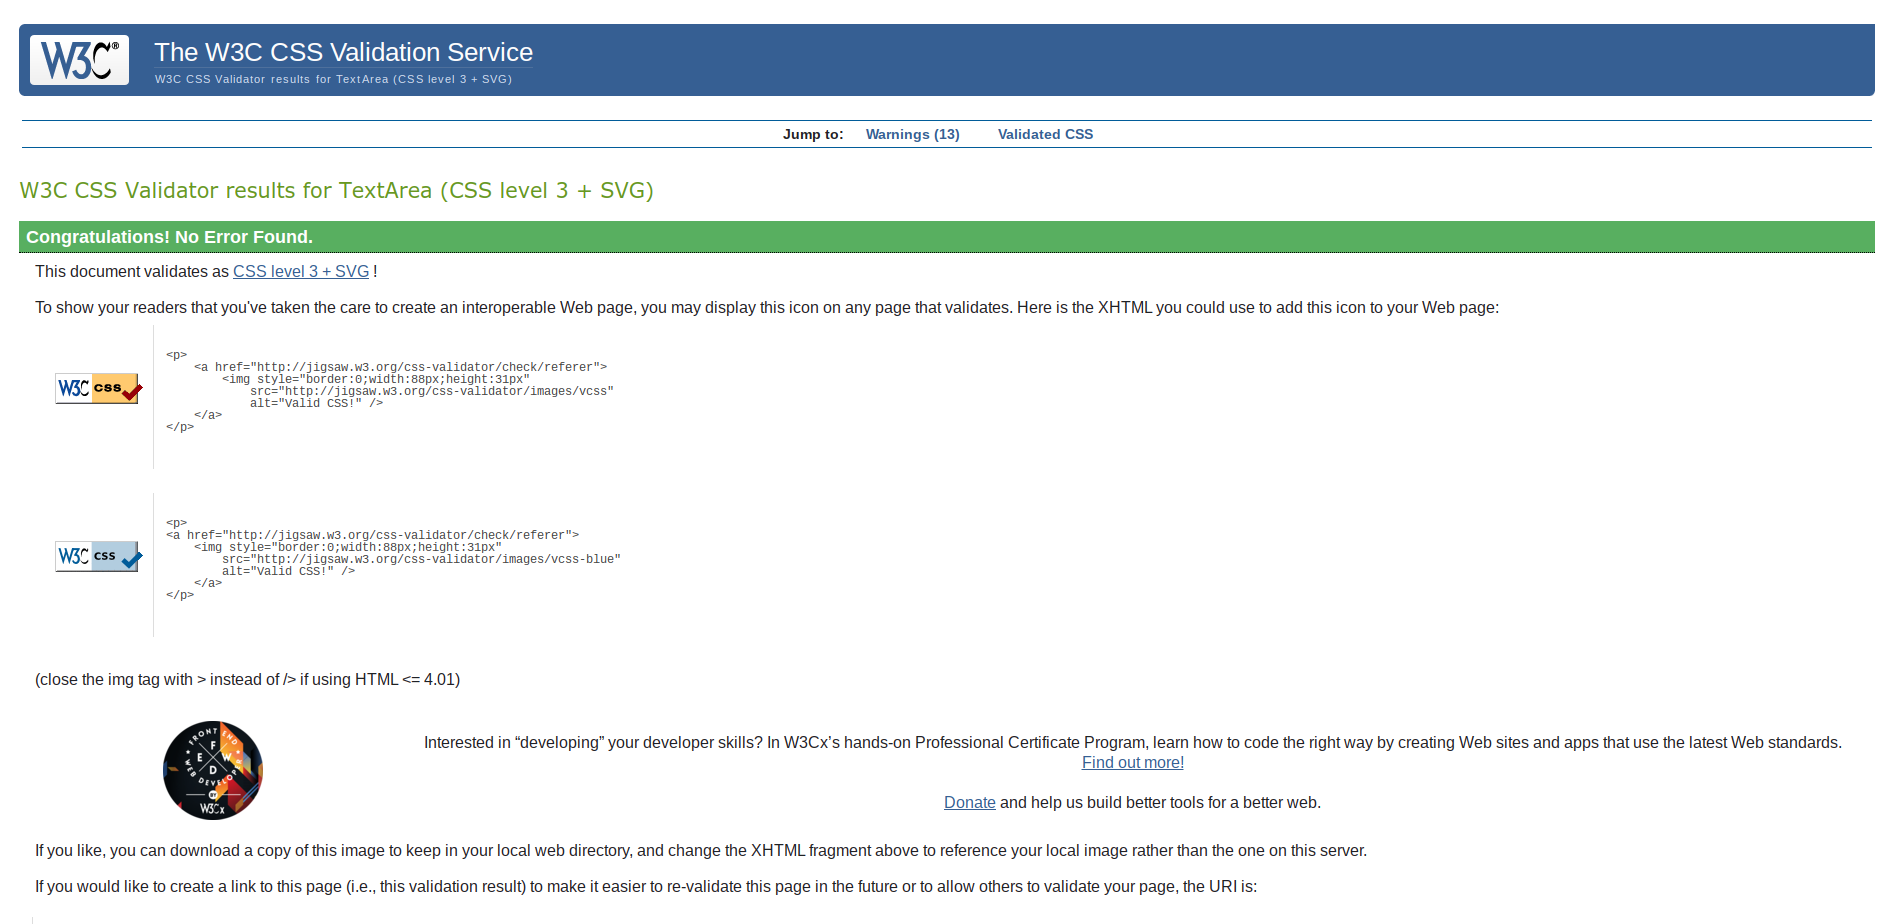 W3C®
The W3C CSS Validation Service
W3C CSS Validator results for TextArea (CSS level 3 + SVG)
Jump to: Warnings (13) Validated CSS
W3C CSS Validator results for TextArea (CSS level 3 + SVG)
Congratulations! No Error Found.
This document validates as CSS level 3 + SVG !
To show your readers that you've taken the care to create an interoperable Web page, you may display this icon on any page that validates. Here is the XHTML you could use to add this icon to your Web page:
W3C css
<p>
    <a href="http://jigsaw.w3.org/css-validator/check/referer">
        <img style="border:0;width:88px;height:31px"
            src="http://jigsaw.w3.org/css-validator/images/vcss"
            alt="Valid CSS!" />
    </a>
</p>
W3C css
<p>
<a href="http://jigsaw.w3.org/css-validator/check/referer">
    <img style="border:0;width:88px;height:31px"
        src="http://jigsaw.w3.org/css-validator/images/vcss-blue"
        alt="Valid CSS!" />
    </a>
</p>
(close the img tag with > instead of /> if using HTML <= 4.01)
FRONT END
F E W D
WEB DEVELOPER
BY
W3Cx
Interested in “developing” your developer skills? In W3Cx’s hands-on Professional Certificate Program, learn how to code the right way by creating Web sites and apps that use the latest Web standards.
Find out more!
Donate and help us build better tools for a better web.
If you like, you can download a copy of this image to keep in your local web directory, and change the XHTML fragment above to reference your local image rather than the one on this server.
If you would like to create a link to this page (i.e., this validation result) to make it easier to re-validate this page in the future or to allow others to validate your page, the URI is: